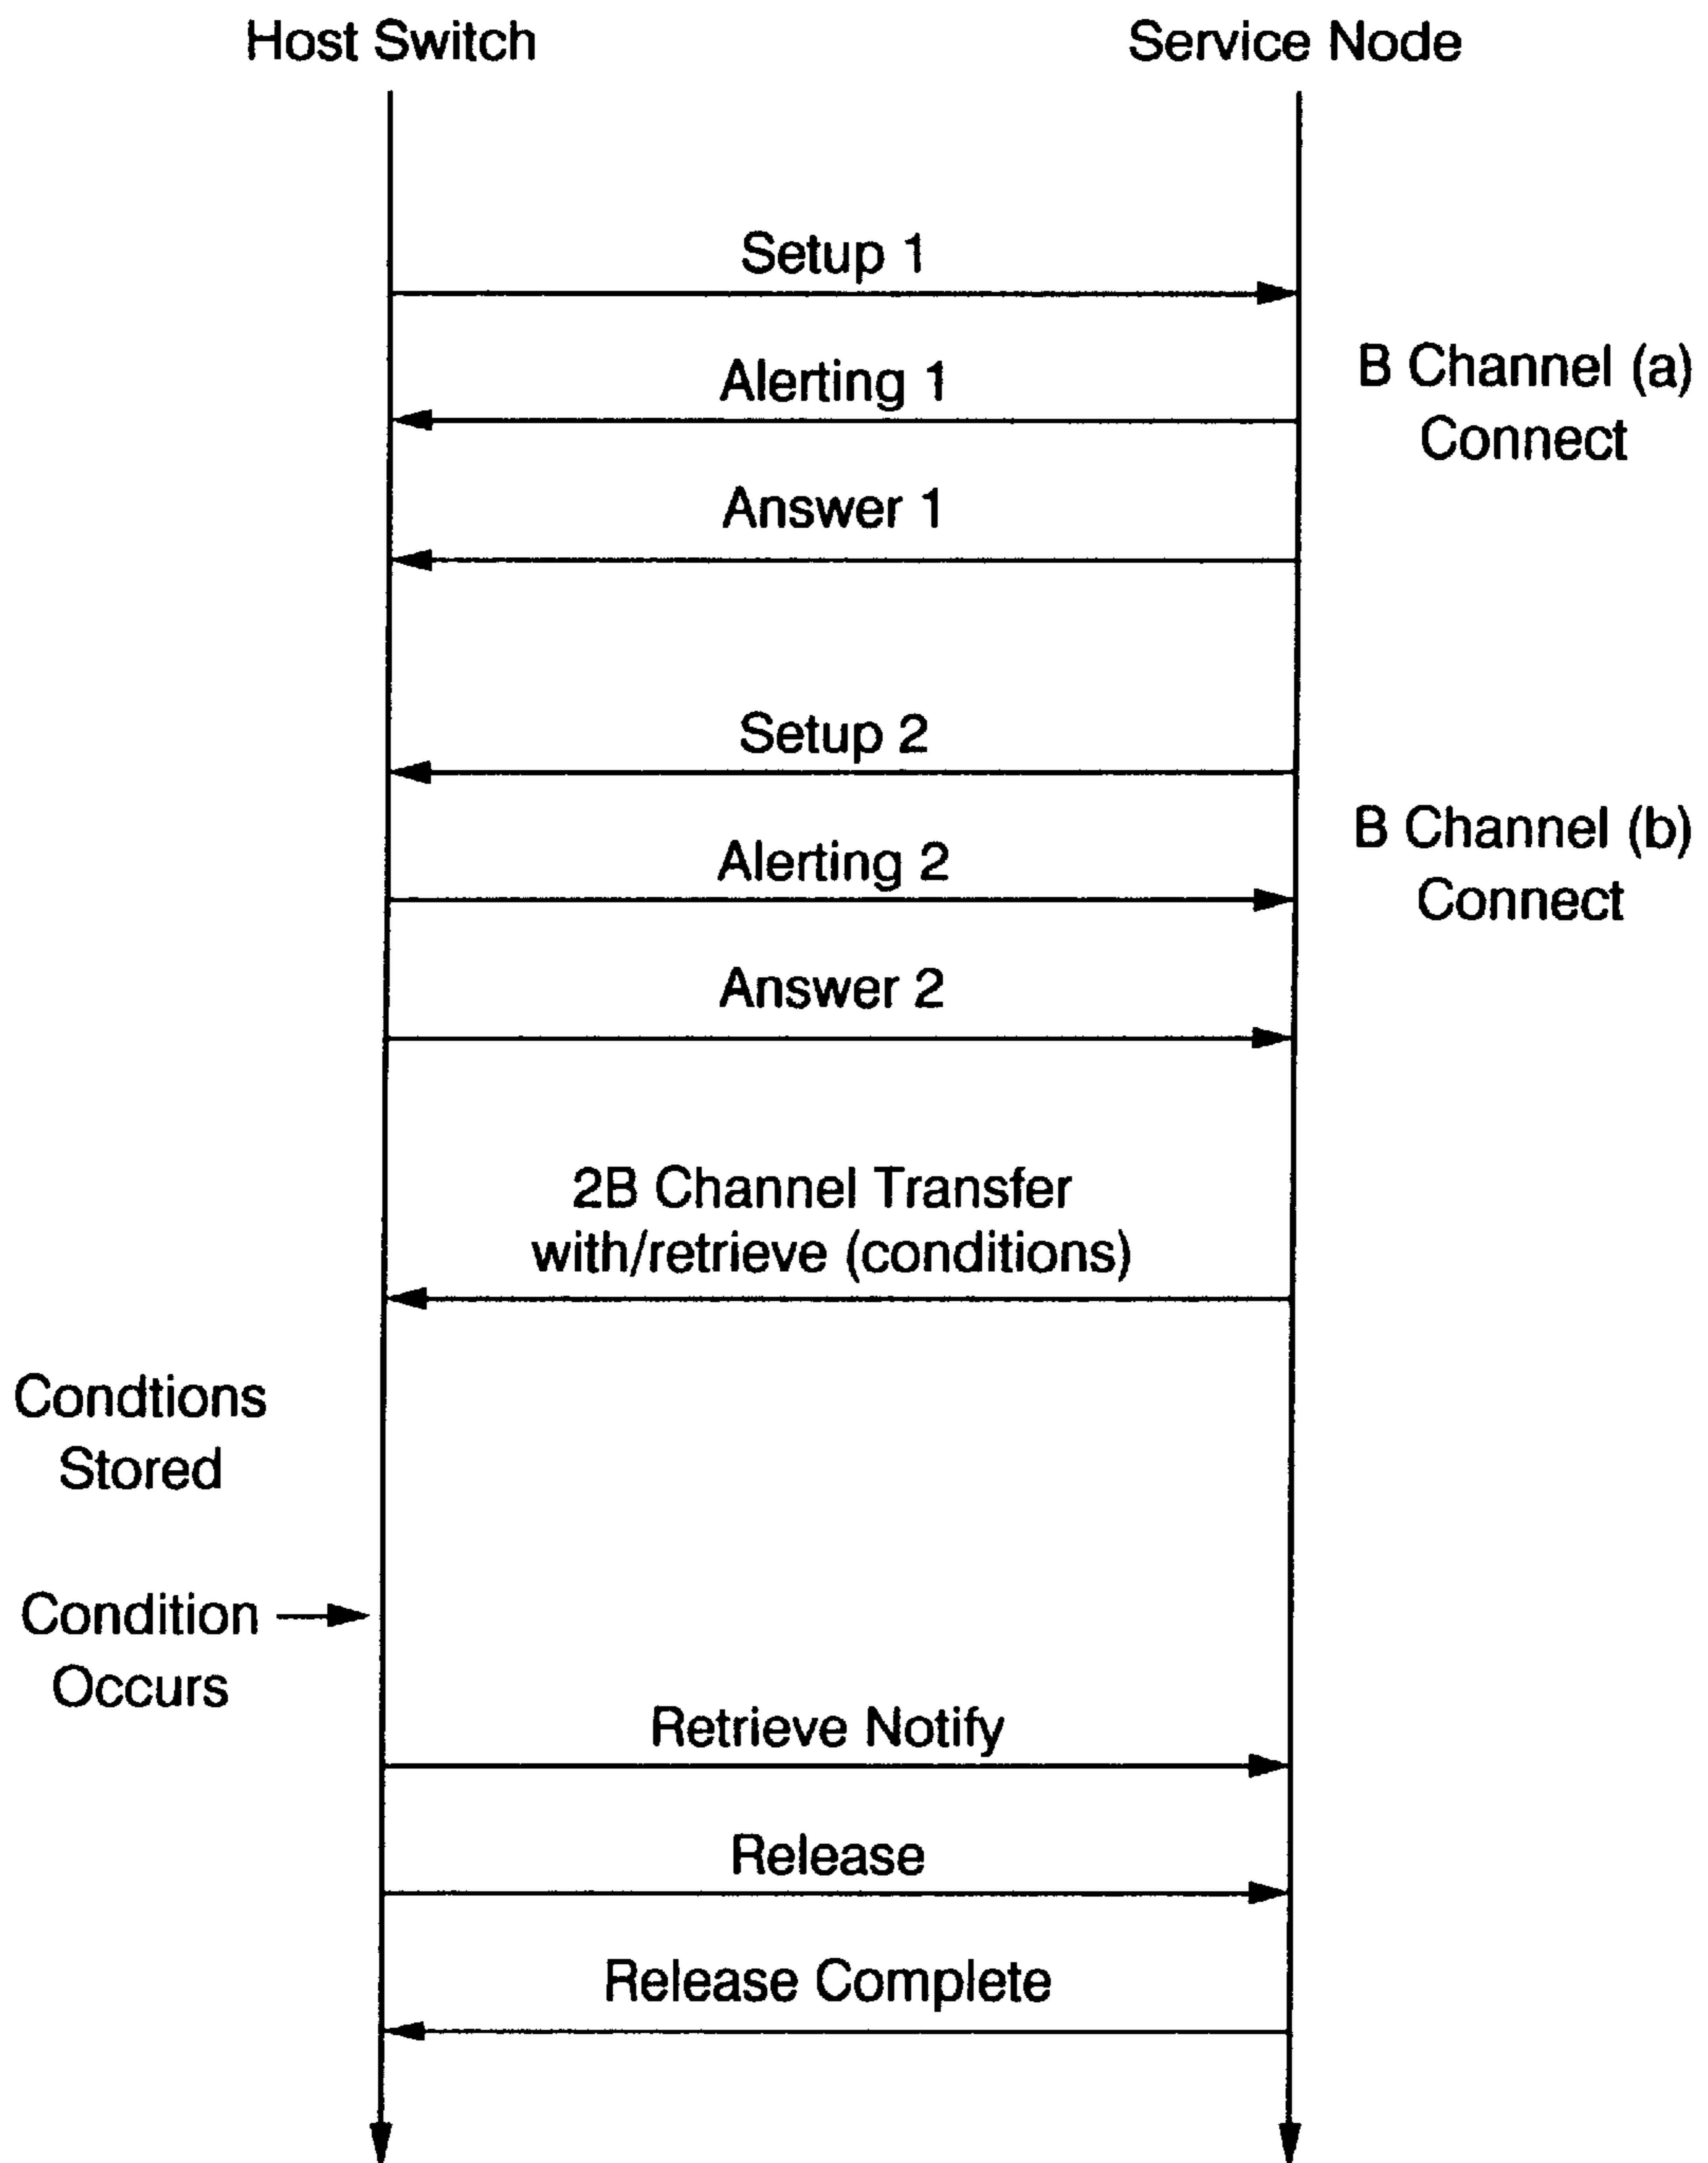 Host Switch
Service Node
Setup 1
Alerting 1
B Channel (a)
Connect
Answer 1
Setup 2
Alerting 2
B Channel (b)
Connect
Answer 2
2B Channel Transfer
with/retrieve (conditions)
Condtions
Stored
Condition
Occurs
Retrieve Notify
Release
Release Complete